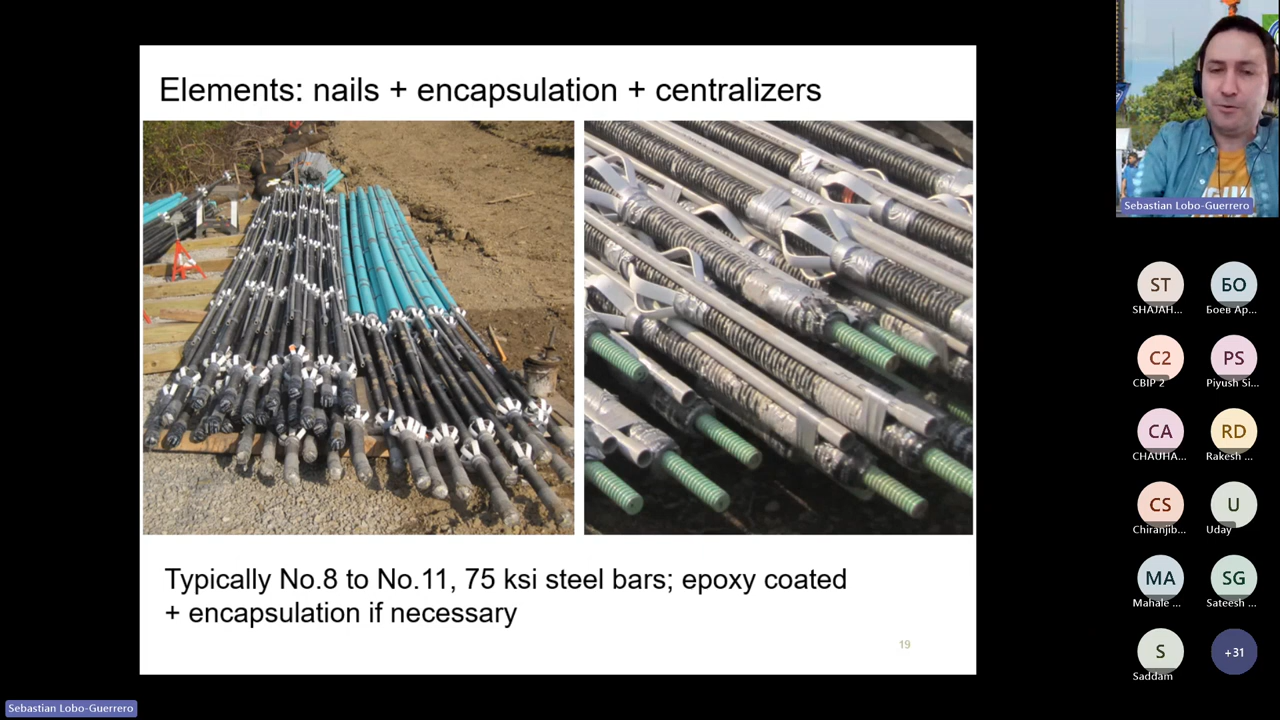 Elements: nails + encapsulation + centralizers
Typically No.8 to No.11, 75 ksi steel bars; epoxy coated
+ encapsulation if necessary
19
Sebastian Lobo-Guerrero
ST
SHAJAH...
БО
Боев Ар...
C2
CBIP 2
PS
Piyush Si...
CA
CHAUHA...
RD
Rakesh ...
CS
Chiranjib...
U
Uday
MA
Mahale ...
SG
Sateesh ...
S
Saddam
+31
Sebastian Lobo-Guerrero